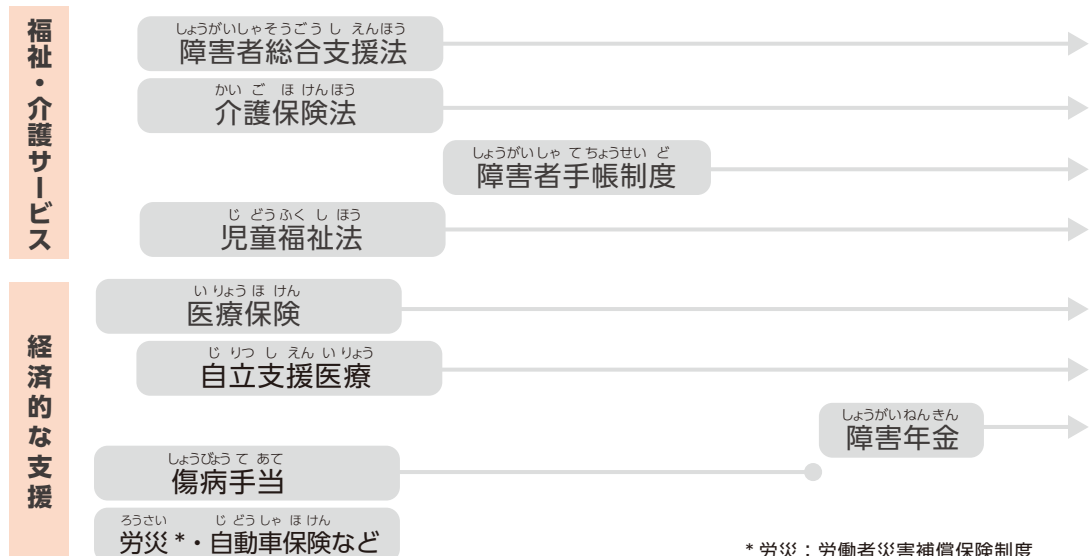 福祉・介護サービス
しょうがいしゃそうごうしえんほう
障害者総合支援法
かいごほけんほう
介護保険法
しょうがいしゃてちょうせいど
障害者手帳制度
じどうふくしほう
児童福祉法
経済的な支援
いりょうほけん
医療保険
じりつしえんいりょう
自立支援医療
しょうがいねんきん
障害年金
しょうびょうてあて
傷病手当
ろうさい じどうしゃほけん
労災*・自動車保険など
*労災：労働者災害補償保険制度